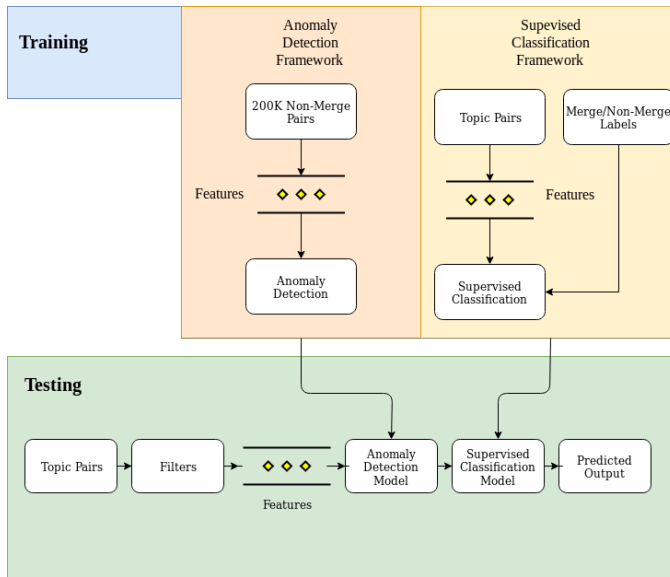 Training
Anomaly
Detection
Framework
Supevised
Classification
Framework
200K Non-Merge
Pairs
Topic Pairs
Merge/Non-Merge
Labels
Features
Features
Anomaly
Detection
Supervised
Classification
Testing
Topic Pairs
Filters
Features
Anomaly
Detection
Model
Supervised
Classification
Model
Predicted
Output